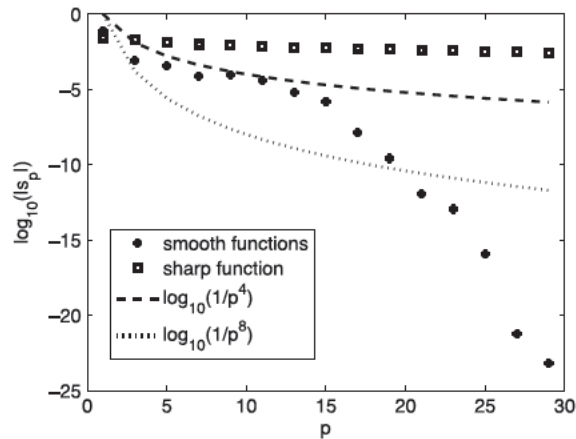 0
−5
−10
−15
−20
−25
log₁₀(|sₚ|)
smooth functions
sharp function
log₁₀(1/p⁴)
log₁₀(1/p⁸)
0 5 10 15 20 25 30
p